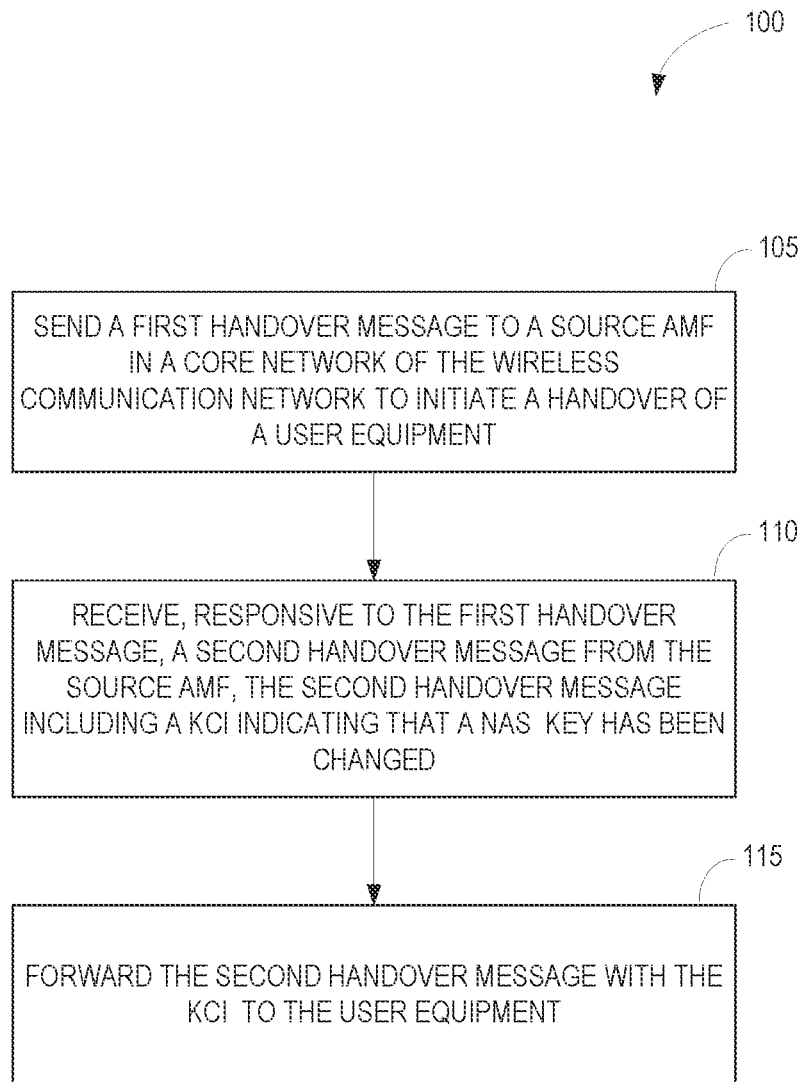 100
105
SEND A FIRST HANDOVER MESSAGE TO A SOURCE AMF
IN A CORE NETWORK OF THE WIRELESS
COMMUNICATION NETWORK TO INITIATE A HANDOVER OF
A USER EQUIPMENT
110
RECEIVE, RESPONSIVE TO THE FIRST HANDOVER
MESSAGE, A SECOND HANDOVER MESSAGE FROM THE
SOURCE AMF, THE SECOND HANDOVER MESSAGE
INCLUDING A KCI INDICATING THAT A NAS KEY HAS BEEN
CHANGED
115
FORWARD THE SECOND HANDOVER MESSAGE WITH THE
KCI TO THE USER EQUIPMENT